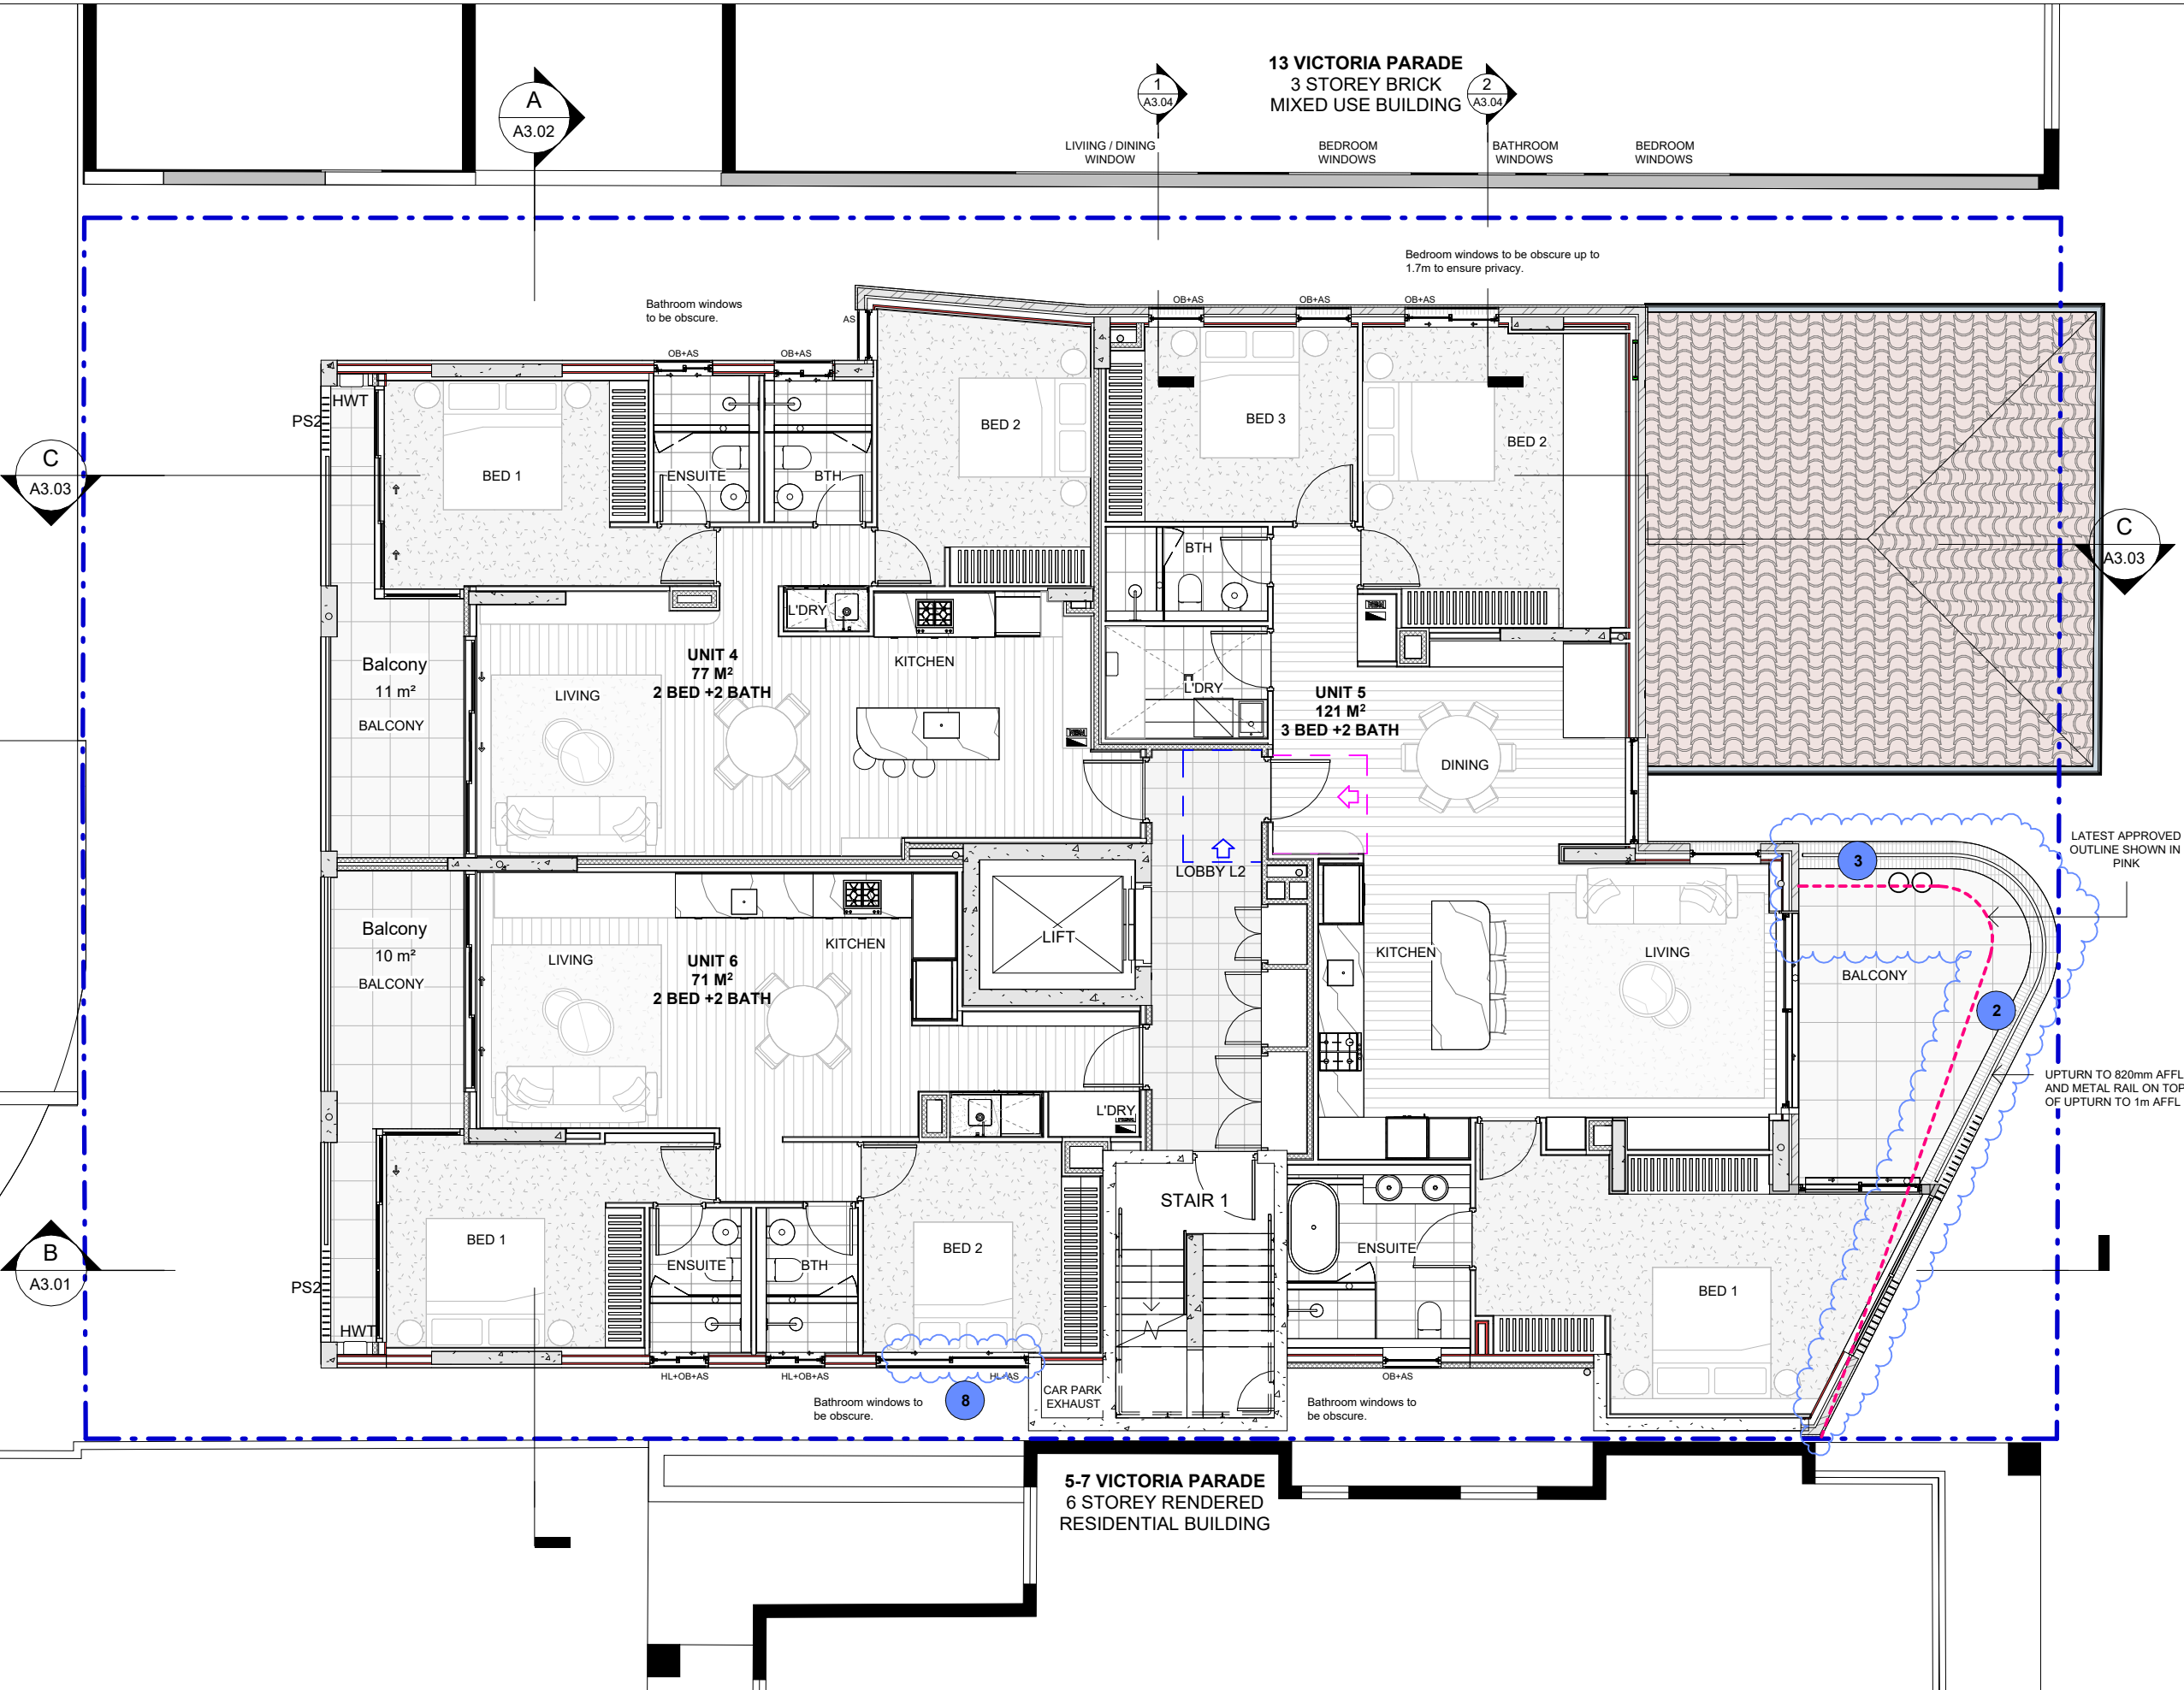 13 VICTORIA PARADE
3 STOREY BRICK
MIXED USE BUILDING
A
A3.02
1
A3.04
2
A3.04
LIVIING / DINING
WINDOW
BEDROOM
WINDOWS
BATHROOM
WINDOWS
BEDROOM
WINDOWS
Bedroom windows to be obscure up to
1.7m to ensure privacy.
Bathroom windows
to be obscure.
AS
OB+AS
OB+AS
OB+AS
OB+AS
OB+AS
HWT
PS2
C
A3.03
BED 1
ENSUITE
BTH
BED 2
BED 3
BED 2
C
A3.03
BTH
L'DRY
UNIT 4
77 M²
2 BED +2 BATH
KITCHEN
LIVING
Balcony
11 m²
BALCONY
L'DRY
UNIT 5
121 M²
3 BED +2 BATH
DINING
LOBBY L2
LATEST APPROVED
OUTLINE SHOWN IN
PINK
3
Balcony
10 m²
BALCONY
LIVING
UNIT 6
71 M²
2 BED +2 BATH
KITCHEN
LIFT
KITCHEN
LIVING
BALCONY
2
UPTURN TO 820mm AFFL
AND METAL RAIL ON TOP
OF UPTURN TO 1m AFFL
L'DRY
STAIR 1
B
A3.01
PS2
HWT
BED 1
ENSUITE
BTH
BED 2
ENSUITE
BED 1
HL+OB+AS
HL+OB+AS
HL+AS
OB+AS
CAR PARK
EXHAUST
Bathroom windows to
be obscure.
8
Bathroom windows to
be obscure.
5-7 VICTORIA PARADE
6 STOREY RENDERED
RESIDENTIAL BUILDING